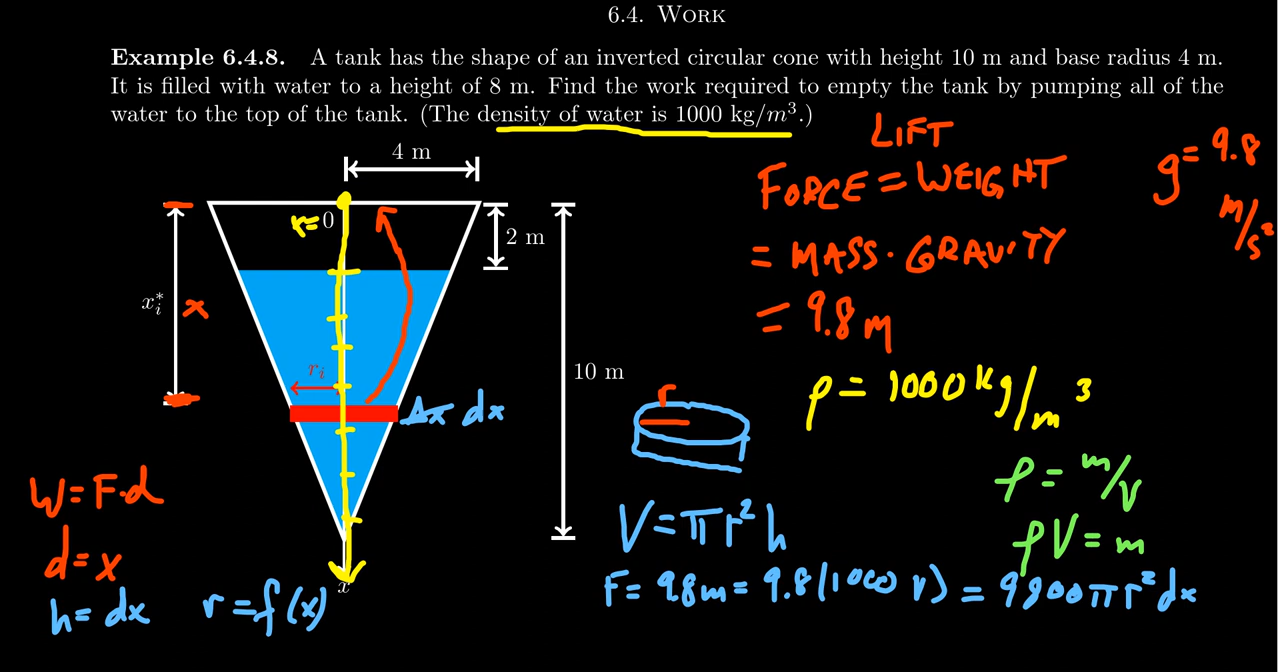 6.4. WORK
Example 6.4.8. A tank has the shape of an inverted circular cone with height 10 m and base radius 4 m.
It is filled with water to a height of 8 m. Find the work required to empty the tank by pumping all of the
water to the top of the tank. (The density of water is 1000 kg/m³.)
4 m
LIFT
FORCE = WEIGHT
g = 9.8 m/s²
x=0
0
2 m
= MASS · GRAVITY
xᵢ* x
= 9.8 m
rᵢ
10 m
ρ = 1000 kg/m³
Δx dx
r
W = F·d
ρ = m/V
V = πr²h
ρV = m
d = x
F = 9.8m = 9.8(1000 V) = 9800πr²dx
x
h = dx r = f(x)